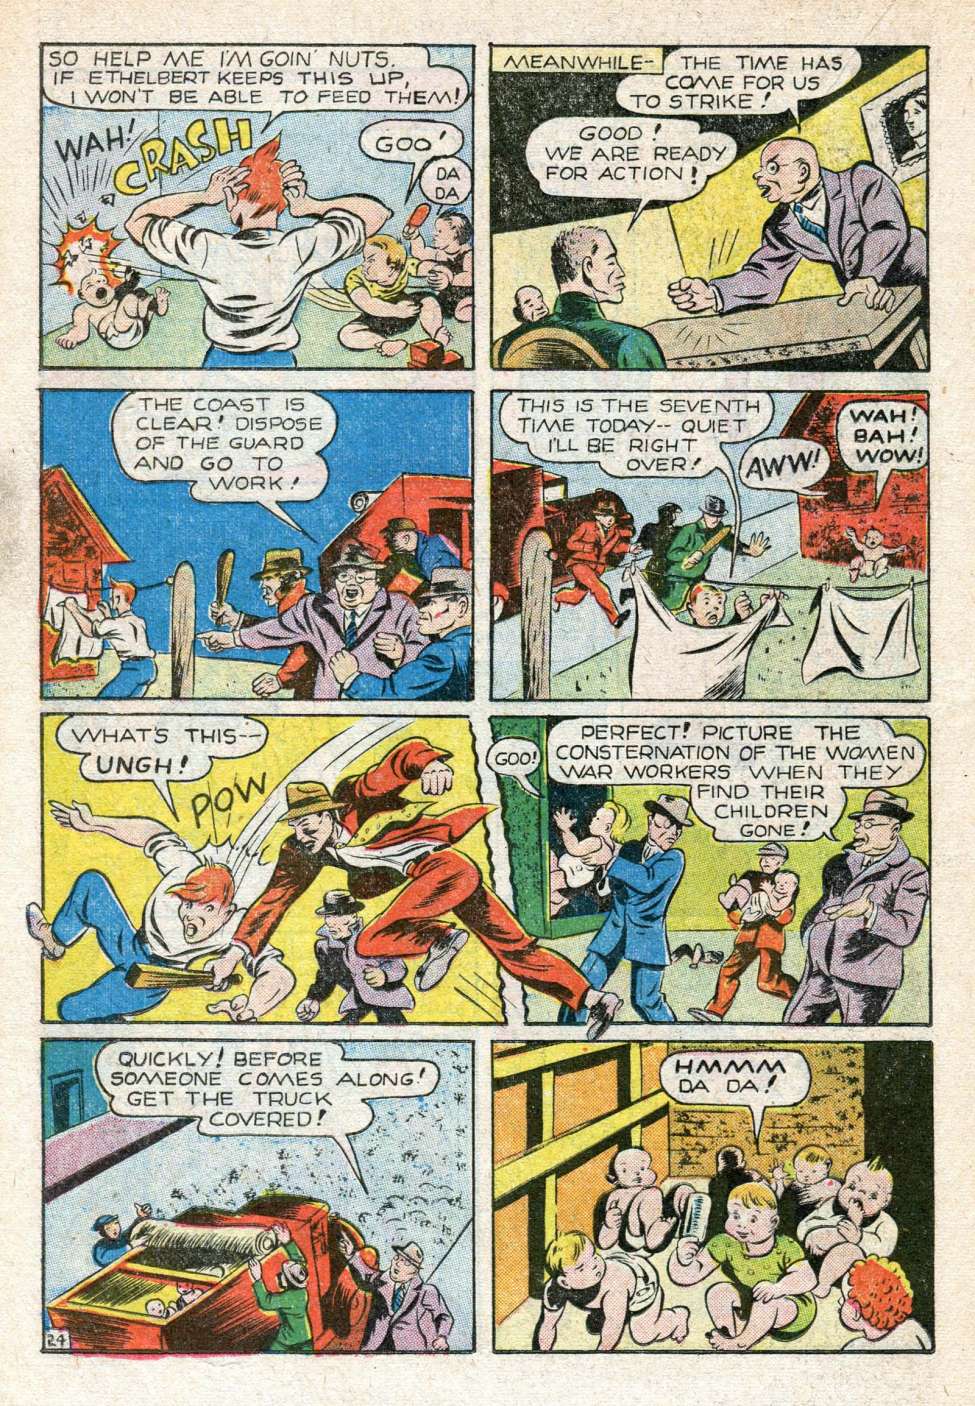 SO HELP ME I'M GOIN' NUTS.
IF ETHELBERT KEEPS THIS UP,
I WON'T BE ABLE TO FEED THEM!
WAH!
CRASH
GOO!
DA
DA
MEANWHILE-
THE TIME HAS
COME FOR US
TO STRIKE!
GOOD!
WE ARE READY
FOR ACTION!
THE COAST IS
CLEAR! DISPOSE
OF THE GUARD
AND GO TO
WORK!
THIS IS THE SEVENTH
TIME TODAY-- QUIET
I'LL BE RIGHT
OVER!
AWW!
WAH!
BAH!
WOW!
WHAT'S THIS--
UNGH!
POW
GOO!
PERFECT! PICTURE THE
CONSTERNATION OF THE WOMEN
WAR WORKERS WHEN THEY
FIND THEIR
CHILDREN
GONE!
QUICKLY! BEFORE
SOMEONE COMES ALONG!
GET THE TRUCK
COVERED!
24
HMMM
DA DA!